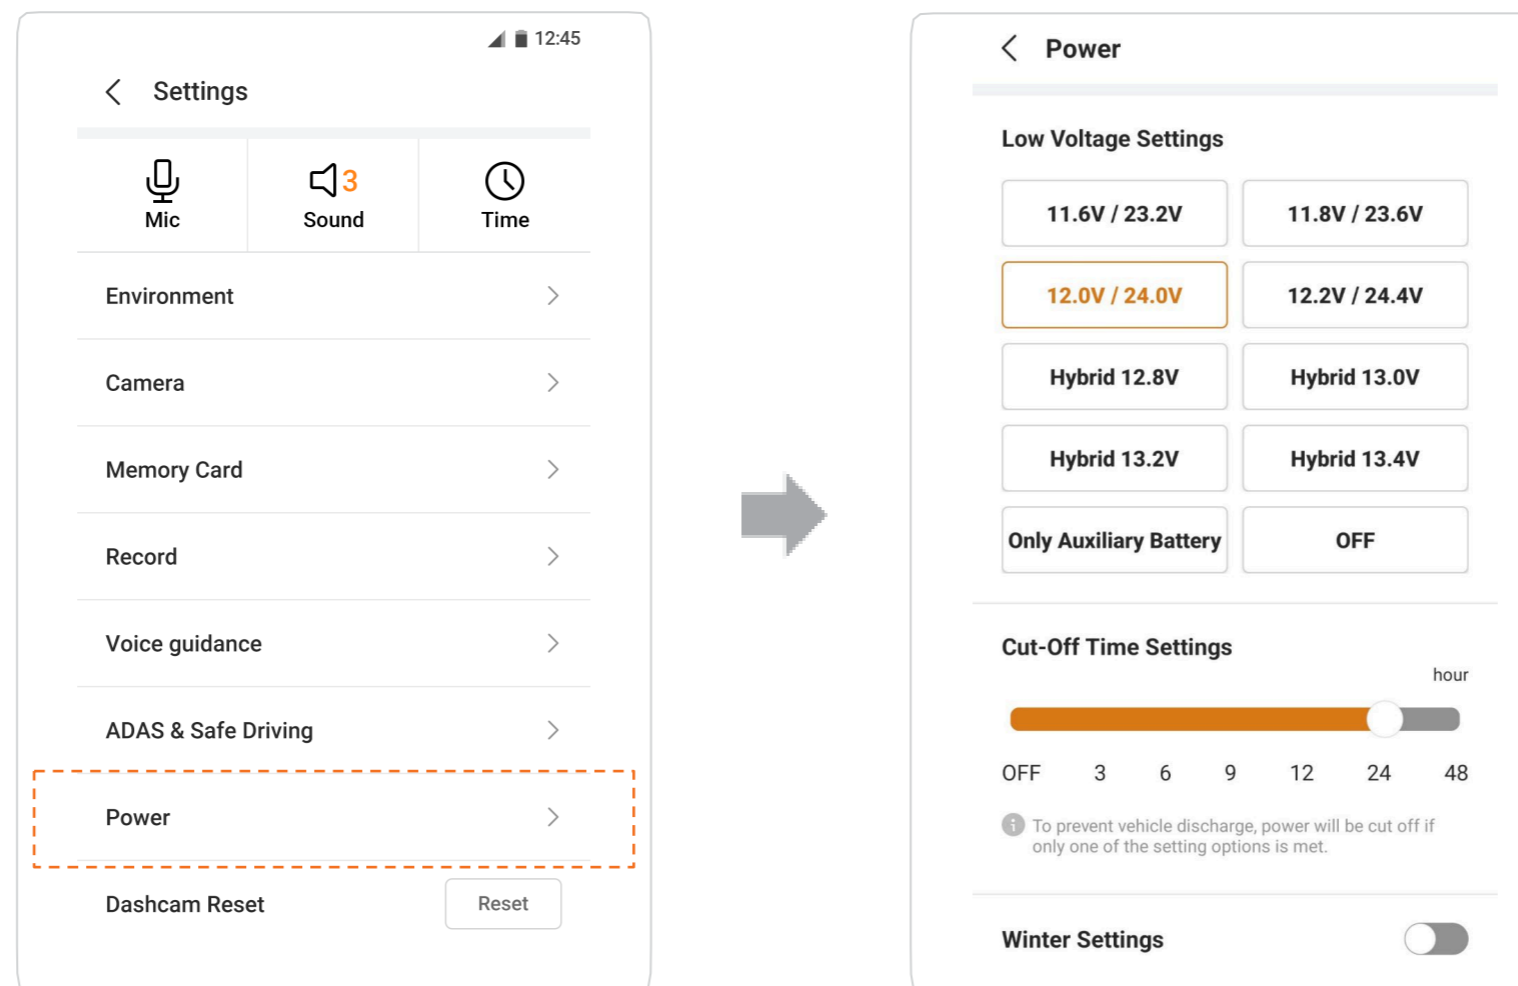 12:45
Settings
3
Mic
Sound
Time
Environment
Camera
Memory Card
Record
Voice guidance
ADAS & Safe Driving
Power
Dashcam Reset
Reset
Power
Low Voltage Settings
11.6V / 23.2V
11.8V / 23.6V
12.0V / 24.0V
12.2V / 24.4V
Hybrid 12.8V
Hybrid 13.0V
Hybrid 13.2V
Hybrid 13.4V
Only Auxiliary Battery
OFF
Cut-Off Time Settings
hour
OFF 3 6 9 12 24 48
To prevent vehicle discharge, power will be cut off if
only one of the setting options is met.
Winter Settings